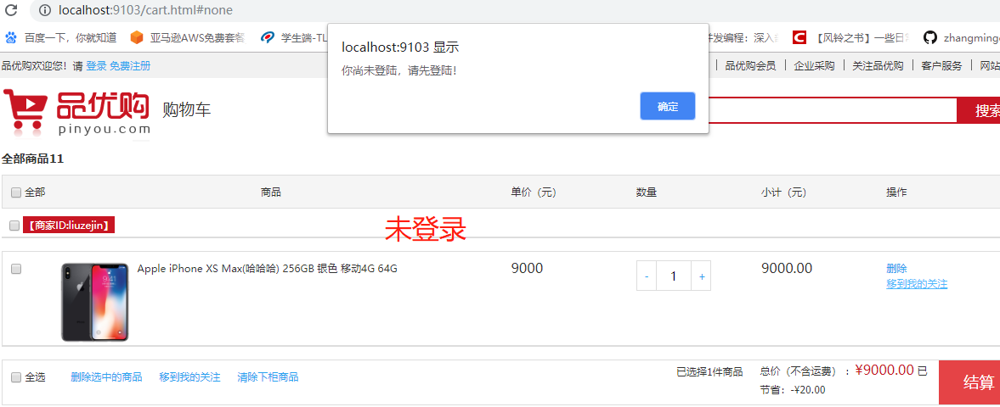 localhost:9103/cart.html#none
百度一下，你就知道 亚马逊AWS免费套餐 学生端-TL 并发编程：深入 【风铃之书】一些日常 zhangming
localhost:9103 显示
你尚未登陆，请先登陆！
确定
品优购欢迎您！请 登录 免费注册 品优购会员 企业采购 关注品优购 客户服务 网站
品优购 购物车 搜索
pinyou.com
全部商品11
全部 商品 单价（元） 数量 小计（元） 操作
【商家ID:liuzejin】
未登录
Apple iPhone XS Max(哈哈哈) 256GB 银色 移动4G 64G 9000 - 1 + 9000.00 删除
移到我的关注
全选 删除选中的商品 移到我的关注 清除下柜商品 已选择1件商品 总价（不含运费） ：¥9000.00 已
节省：-¥20.00
结算